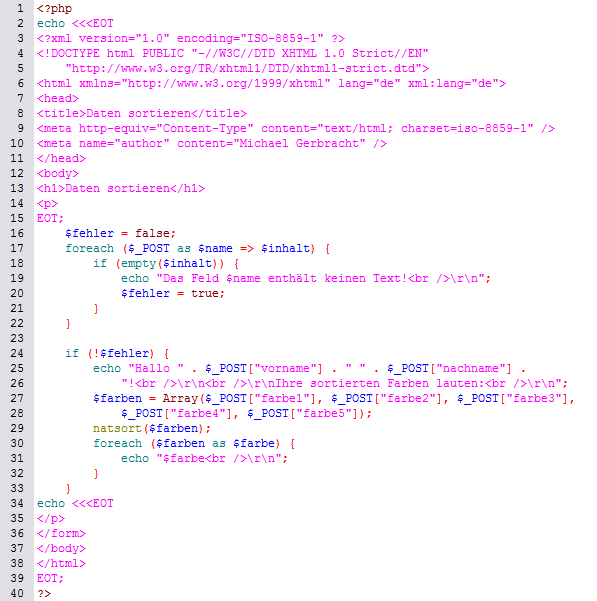 1 <?php
2 echo <<<EOT
3 <?xml version="1.0" encoding="ISO-8859-1" ?>
4 <!DOCTYPE html PUBLIC "-//W3C//DTD XHTML 1.0 Strict//EN"
5     "http://www.w3.org/TR/xhtml1/DTD/xhtml1-strict.dtd">
6 <html xmlns="http://www.w3.org/1999/xhtml" lang="de" xml:lang="de">
7 <head>
8 <title>Daten sortieren</title>
9 <meta http-equiv="Content-Type" content="text/html; charset=iso-8859-1" />
10 <meta name="author" content="Michael Gerbracht" />
11 </head>
12 <body>
13 <h1>Daten sortieren</h1>
14 <p>
15 EOT;
16     $fehler = false;
17     foreach ($_POST as $name => $inhalt) {
18         if (empty($inhalt)) {
19             echo "Das Feld $name enthält keinen Text!<br />\r\n";
20             $fehler = true;
21         }
22     }
23
24     if (!$fehler) {
25         echo "Hallo " . $_POST["vorname"] . " " . $_POST["nachname"] .
26             "!<br />\r\n<br />\r\nIhre sortierten Farben lauten:<br />\r\n";
27         $farben = Array($_POST["farbe1"], $_POST["farbe2"], $_POST["farbe3"],
28             $_POST["farbe4"], $_POST["farbe5"]);
29         natsort($farben);
30         foreach ($farben as $farbe) {
31             echo "$farbe<br />\r\n";
32         }
33     }
34 echo <<<EOT
35 </p>
36 </form>
37 </body>
38 </html>
39 EOT;
40 ?>